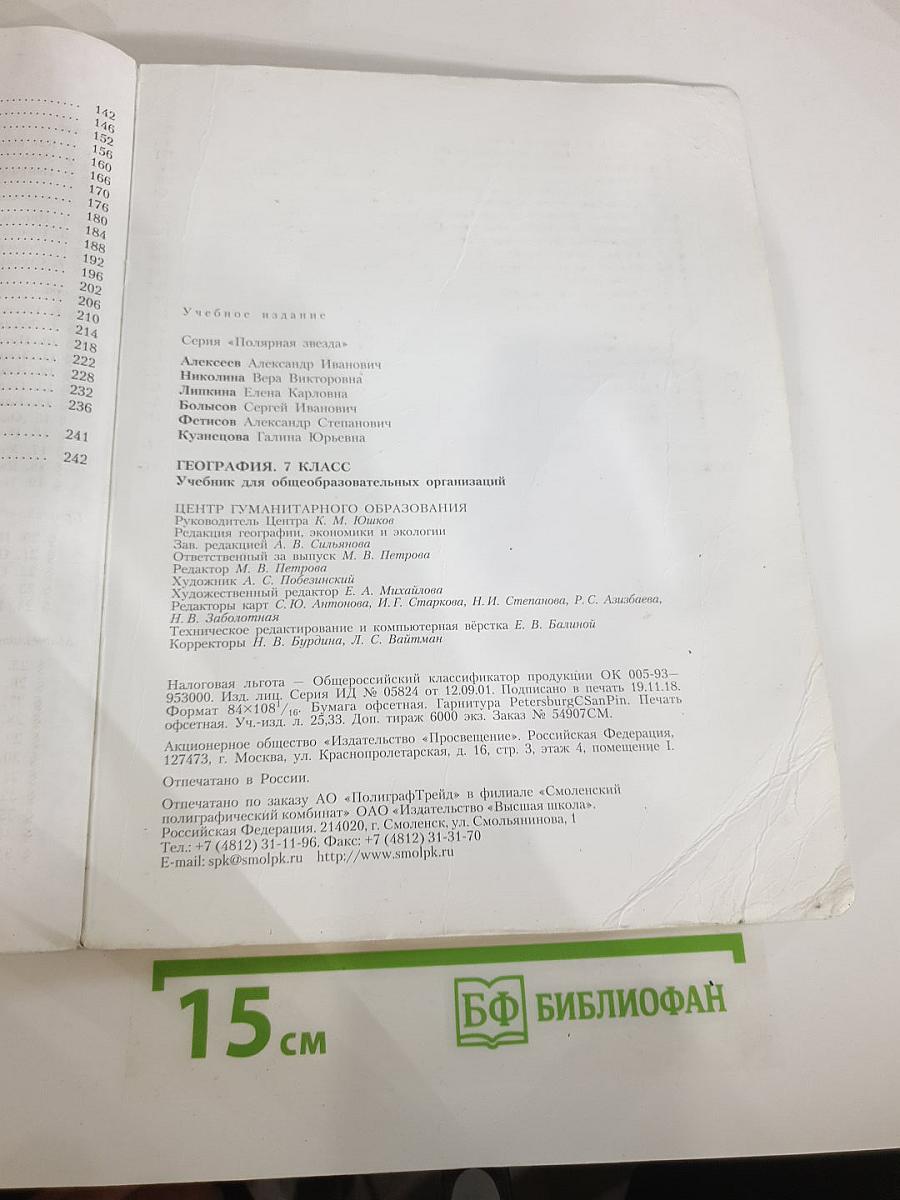 142
146
152
156
160
166
170
176
180
184
188
192
196
202
206
210
214
218
222
228
232
236
241
242
Учебное издание
Серия «Полярная звезда»
Алексеев Александр Иванович
Николина Вера Викторовна
Липкина Елена Карловна
Болысов Сергей Иванович
Фетисов Александр Степанович
Кузнецова Галина Юрьевна
ГЕОГРАФИЯ. 7 КЛАСС
Учебник для общеобразовательных организаций
ЦЕНТР ГУМАНИТАРНОГО ОБРАЗОВАНИЯ
Руководитель Центра К. М. Юшков
Редакция географии, экономики и экологии
Зав. редакцией А. В. Сильянова
Ответственный за выпуск М. В. Петрова
Редактор М. В. Петрова
Художник А. С. Побезинский
Художественный редактор Е. А. Михайлова
Редакторы карт С. Ю. Антонова, И. Г. Старкова, Н. И. Степанова, Р. С. Азизбаева,
Н. В. Заболотная
Техническое редактирование и компьютерная вёрстка Е. В. Балиной
Корректоры Н. В. Бурдина, Л. С. Вайтман
Налоговая льгота — Общероссийский классификатор продукции ОК 005-93—
953000. Изд. лиц. Серия ИД № 05824 от 12.09.01. Подписано в печать 19.11.18.
Формат 84×108 1/16. Бумага офсетная. Гарнитура PetersburgCSanPin. Печать
офсетная. Уч.-изд. л. 25,33. Доп. тираж 6000 экз. Заказ № 54907СМ.
Акционерное общество «Издательство «Просвещение». Российская Федерация,
127473, г. Москва, ул. Краснопролетарская, д. 16, стр. 3, этаж 4, помещение I.
Отпечатано в России.
Отпечатано по заказу АО «ПолиграфТрейд» в филиале «Смоленский
полиграфический комбинат» ОАО «Издательство «Высшая школа».
Российская Федерация. 214020, г. Смоленск, ул. Смольянинова, 1
Тел.: +7 (4812) 31-11-96. Факс: +7 (4812) 31-31-70
E-mail: spk@smolpk.ru http://www.smolpk.ru
15 см
БФ БИБЛИОФАН